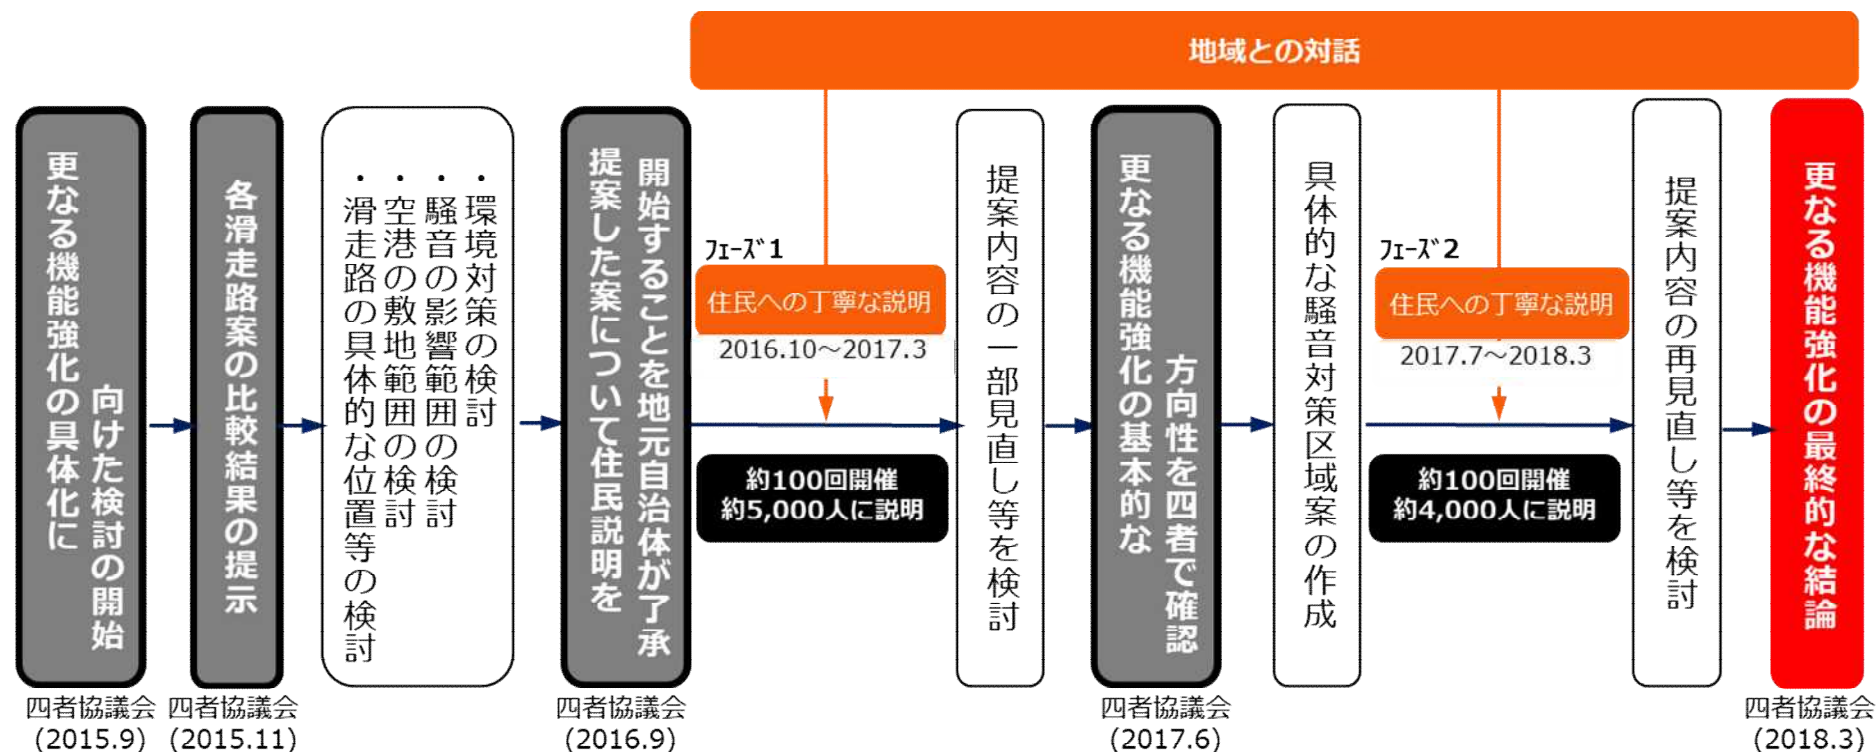 地域との対話
更なる機能強化の具体化に
向けた検討の開始
四者協議会
(2015.9)
各滑走路案の比較結果の提示
四者協議会
(2015.11)
・滑走路の具体的な位置等の検討
・空港の敷地範囲の検討
・騒音の影響範囲の検討
・環境対策の検討
提案した案について住民説明を
開始することを地元自治体が了承
四者協議会
(2016.9)
ﾌｪｰｽﾞ1
住民への丁寧な説明
2016.10～2017.3
約100回開催
約5,000人に説明
提案内容の一部見直し等を検討
更なる機能強化の基本的な
方向性を四者で確認
四者協議会
(2017.6)
具体的な騒音対策区域案の作成
ﾌｪｰｽﾞ2
住民への丁寧な説明
2017.7～2018.3
約100回開催
約4,000人に説明
提案内容の再見直し等を検討
更なる機能強化の最終的な結論
四者協議会
(2018.3)